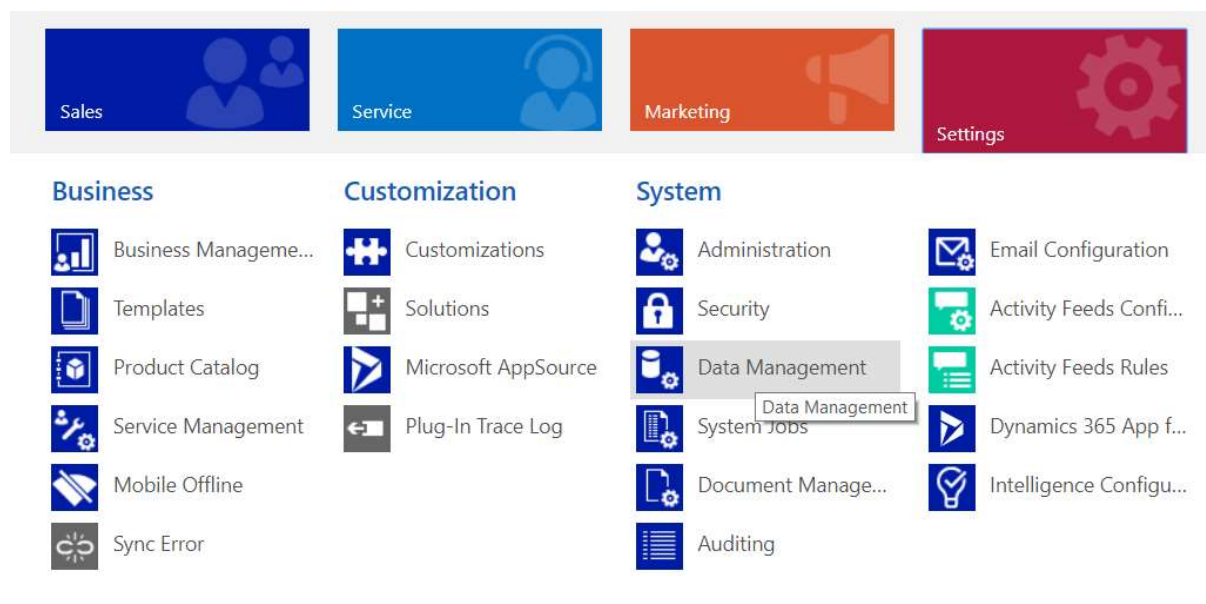 Sales
Service
Marketing
Settings
Business
Business Manageme...
Templates
Product Catalog
Service Management
Mobile Offline
Sync Error
Customization
Customizations
Solutions
Microsoft AppSource
Plug-In Trace Log
System
Administration
Security
Data Management
Data Management
System Jobs
Document Manage...
Auditing
Email Configuration
Activity Feeds Confi...
Activity Feeds Rules
Dynamics 365 App f...
Intelligence Configu...